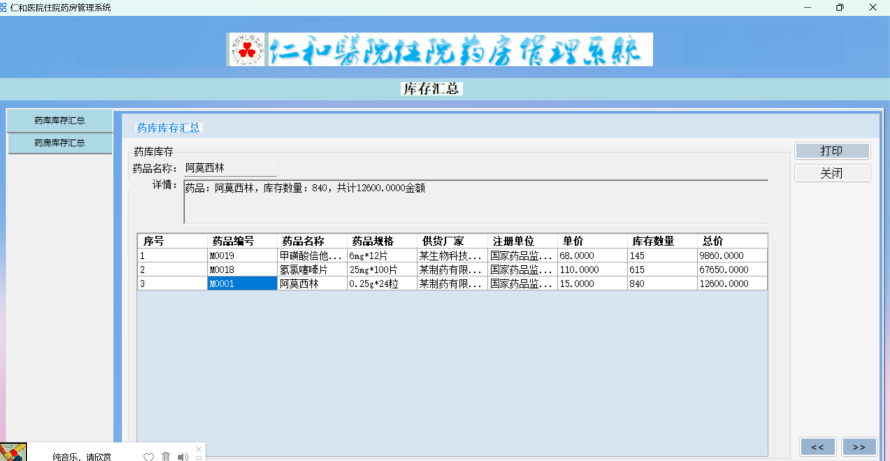 仁和医院住院药房管理系统
仁和醫院住院药房管理系統
库存汇总
药库库存汇总
药房库存汇总
药库库存汇总
药库库存
药品名称： 阿莫西林
详情： 药品：阿莫西林，库存数量：840，共计12600.0000金额
打印
关闭
序号 药品编号 药品名称 药品规格 供货厂家 注册单位 单价 库存数量 总价
1 M0019 甲磺酸倍他... 6mg*12片 某生物科技... 国家药品监... 68.0000 145 9860.0000
2 M0018 氢氯噻嗪片 25mg*100片 某制药有限... 国家药品监... 110.0000 615 67650.0000
3 M0001 阿莫西林 0.25g*24粒 某制药有限... 国家药品监... 15.0000 840 12600.0000
<< >>
纯音乐，请欣赏